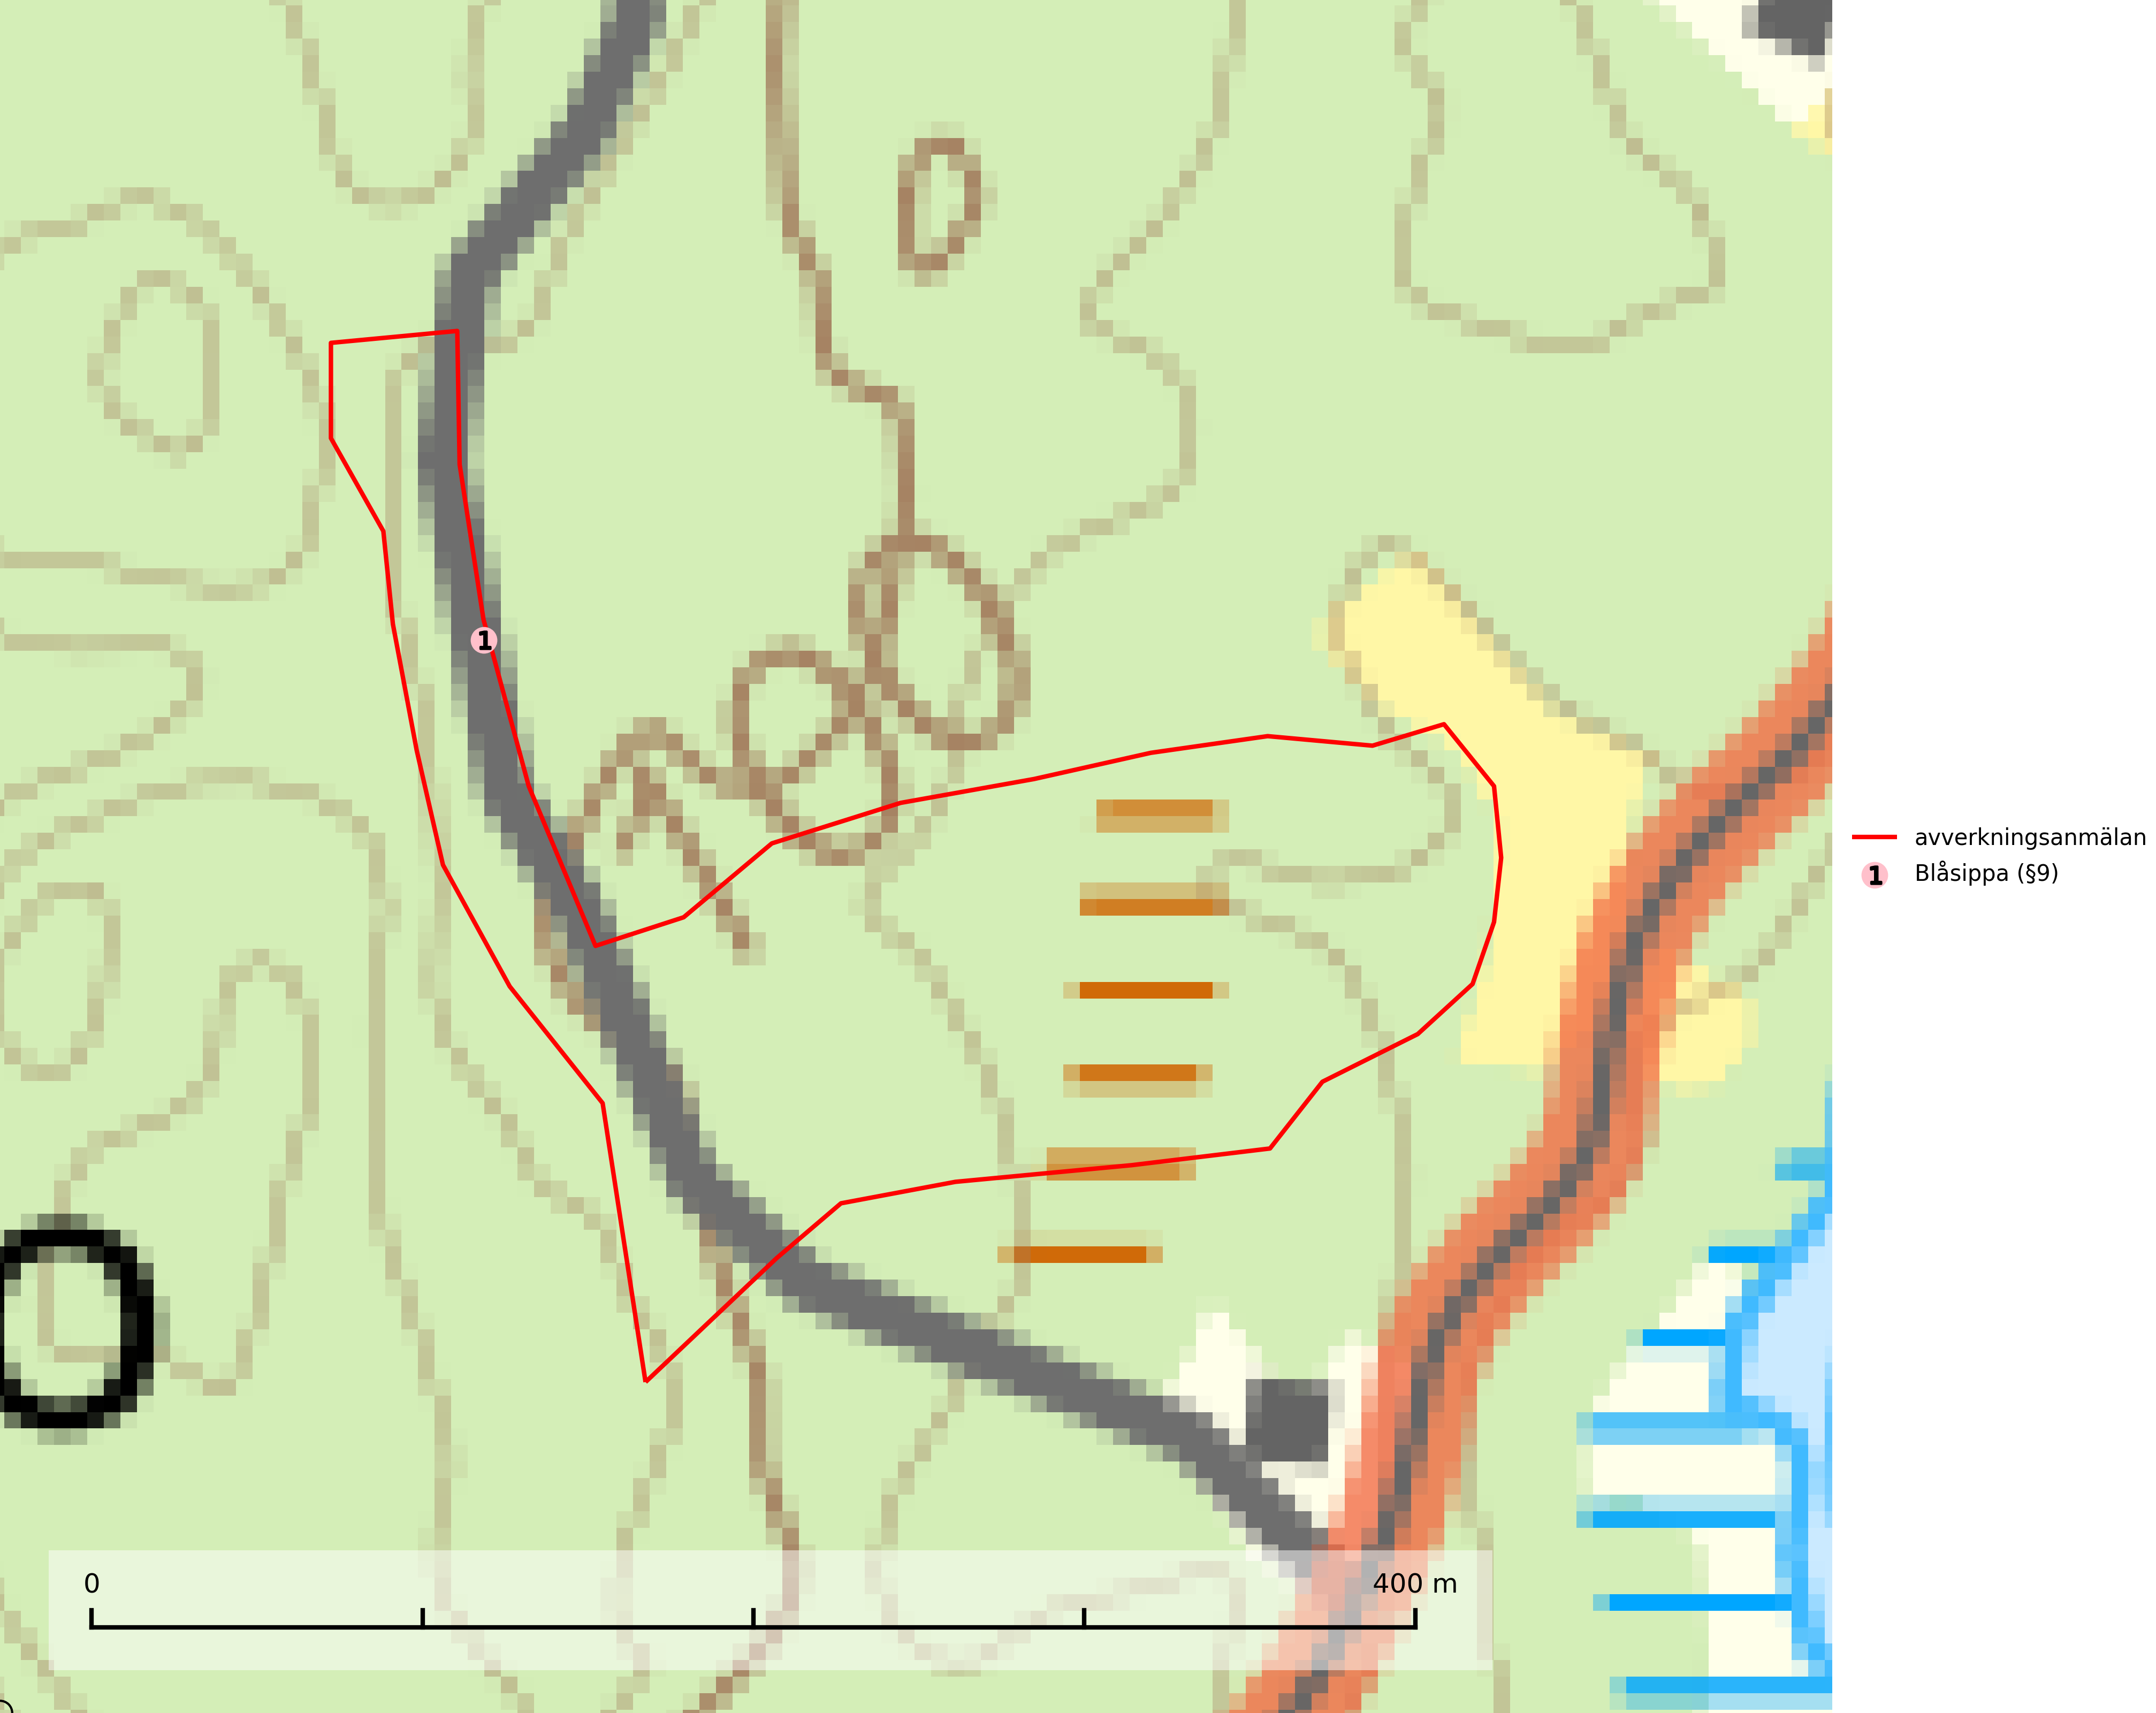 1
avverkningsanmälan
1 Blåsippa (§9)
0 400 m